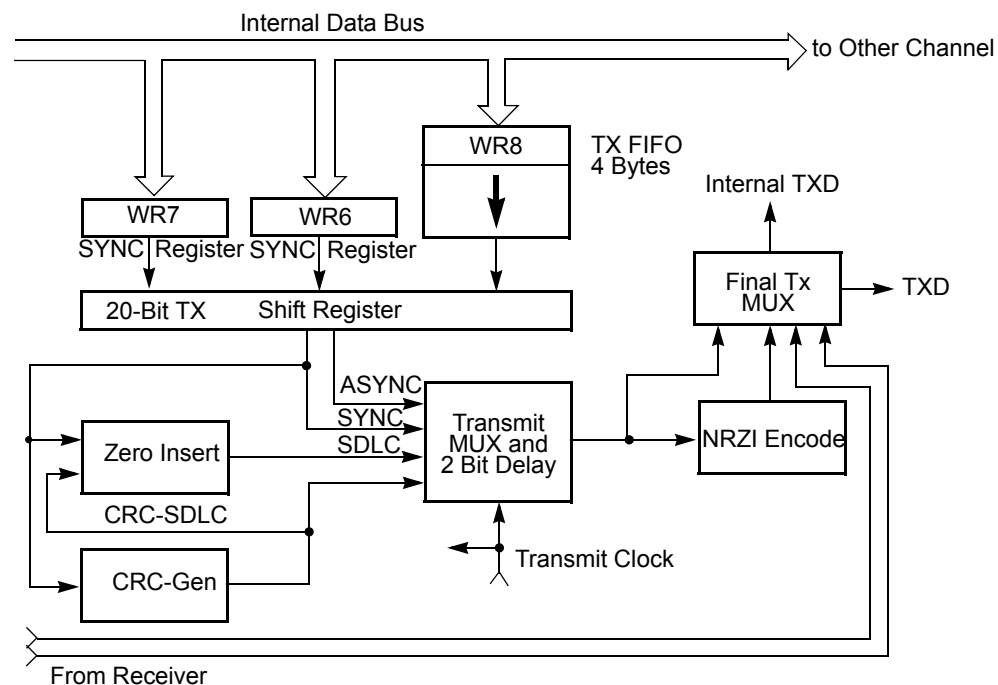 Internal Data Bus
to Other Channel
WR8
TX FIFO
4 Bytes
WR7
SYNC Register
WR6
SYNC Register
Internal TXD
Final Tx
MUX
TXD
20-Bit TX Shift Register
ASYNC
SYNC
SDLC
Transmit
MUX and
2 Bit Delay
NRZI Encode
Zero Insert
CRC-SDLC
CRC-Gen
Transmit Clock
From Receiver